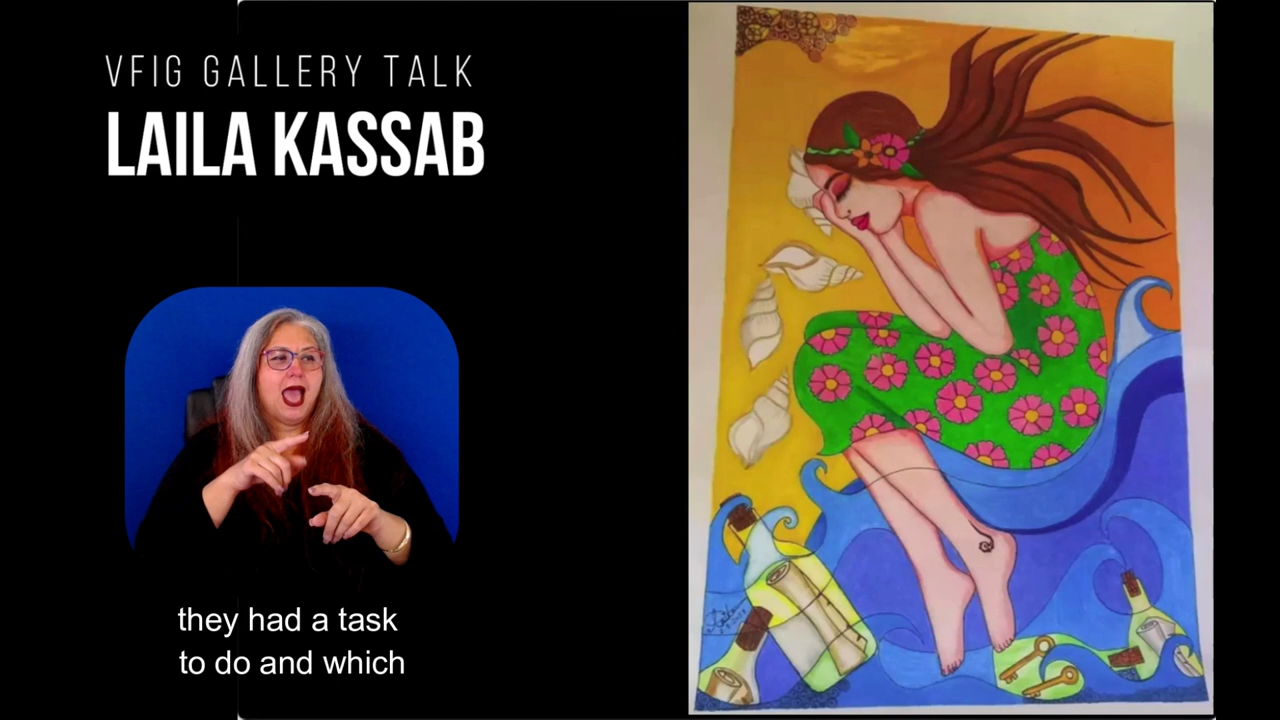 VFIG GALLERY TALK
LAILA KASSAB
they had a task
to do and which